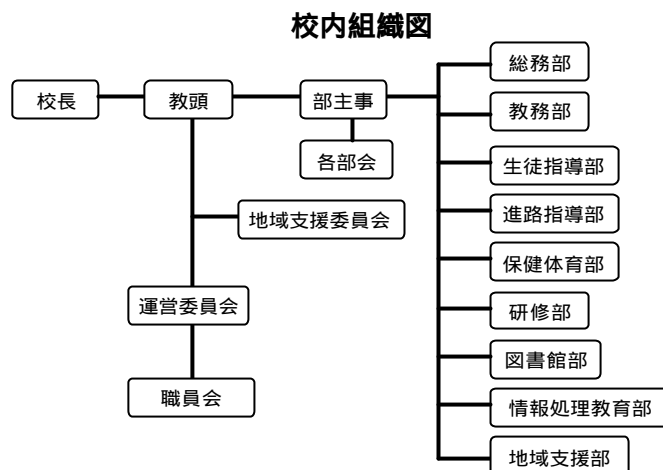 校内組織図
校長
教頭
部主事
各部会
地域支援委員会
運営委員会
職員会
総務部
教務部
生徒指導部
進路指導部
保健体育部
研修部
図書館部
情報処理教育部
地域支援部